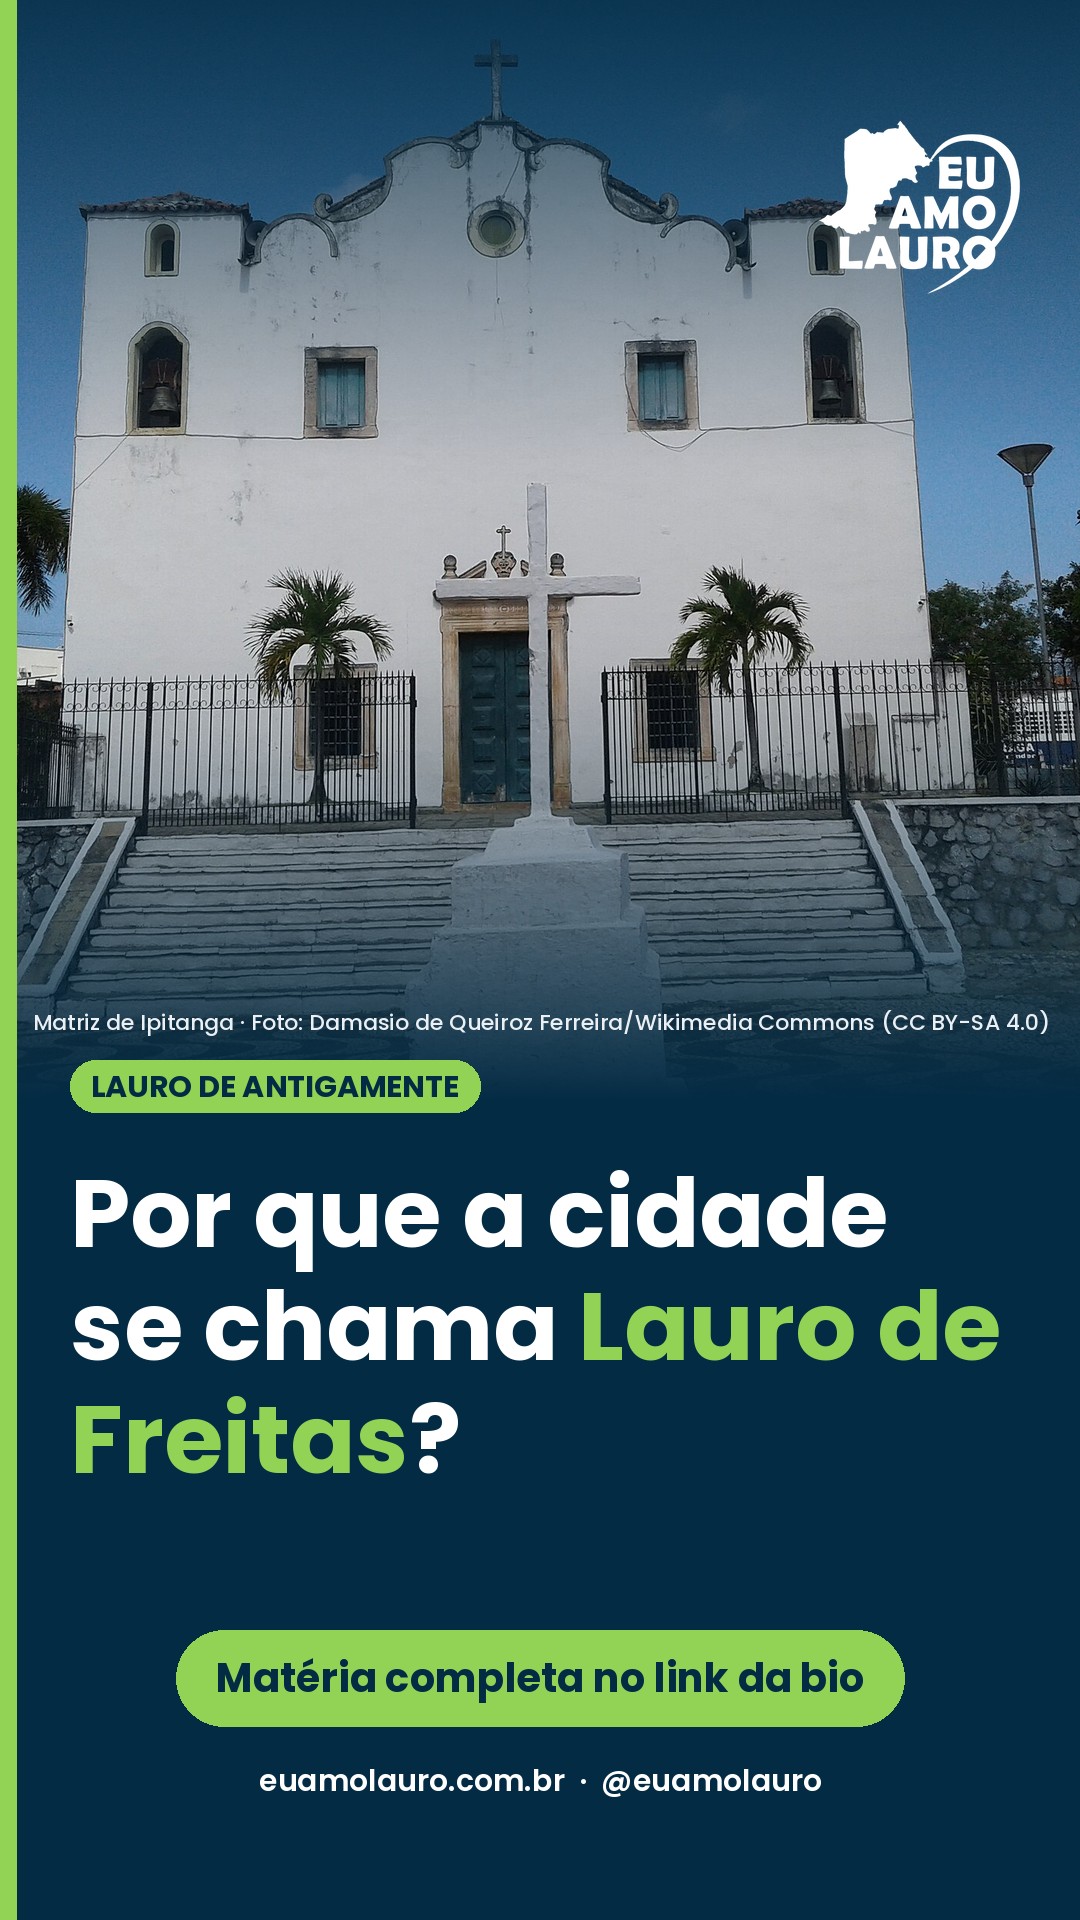 EU
AMO
LAURO
Matriz de Ipitanga · Foto: Damasio de Queiroz Ferreira/Wikimedia Commons (CC BY-SA 4.0)
LAURO DE ANTIGAMENTE
Por que a cidade
se chama Lauro de
Freitas?
Matéria completa no link da bio
euamolauro.com.br · @euamolauro